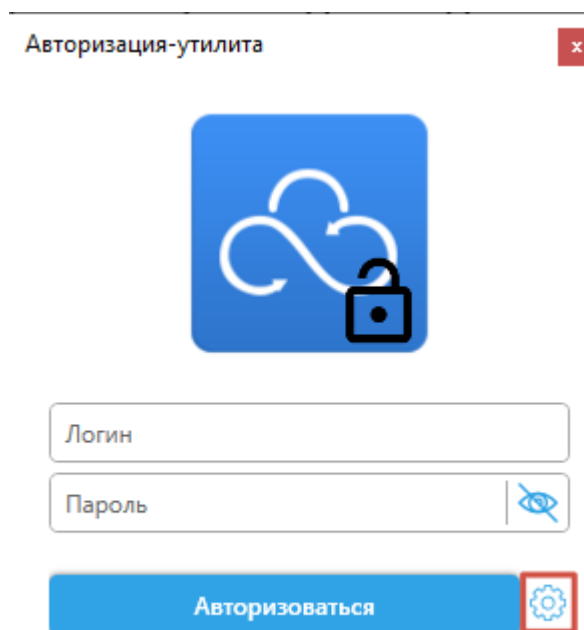 Авторизация-утилита
x
Логин
Пароль
Авторизоваться